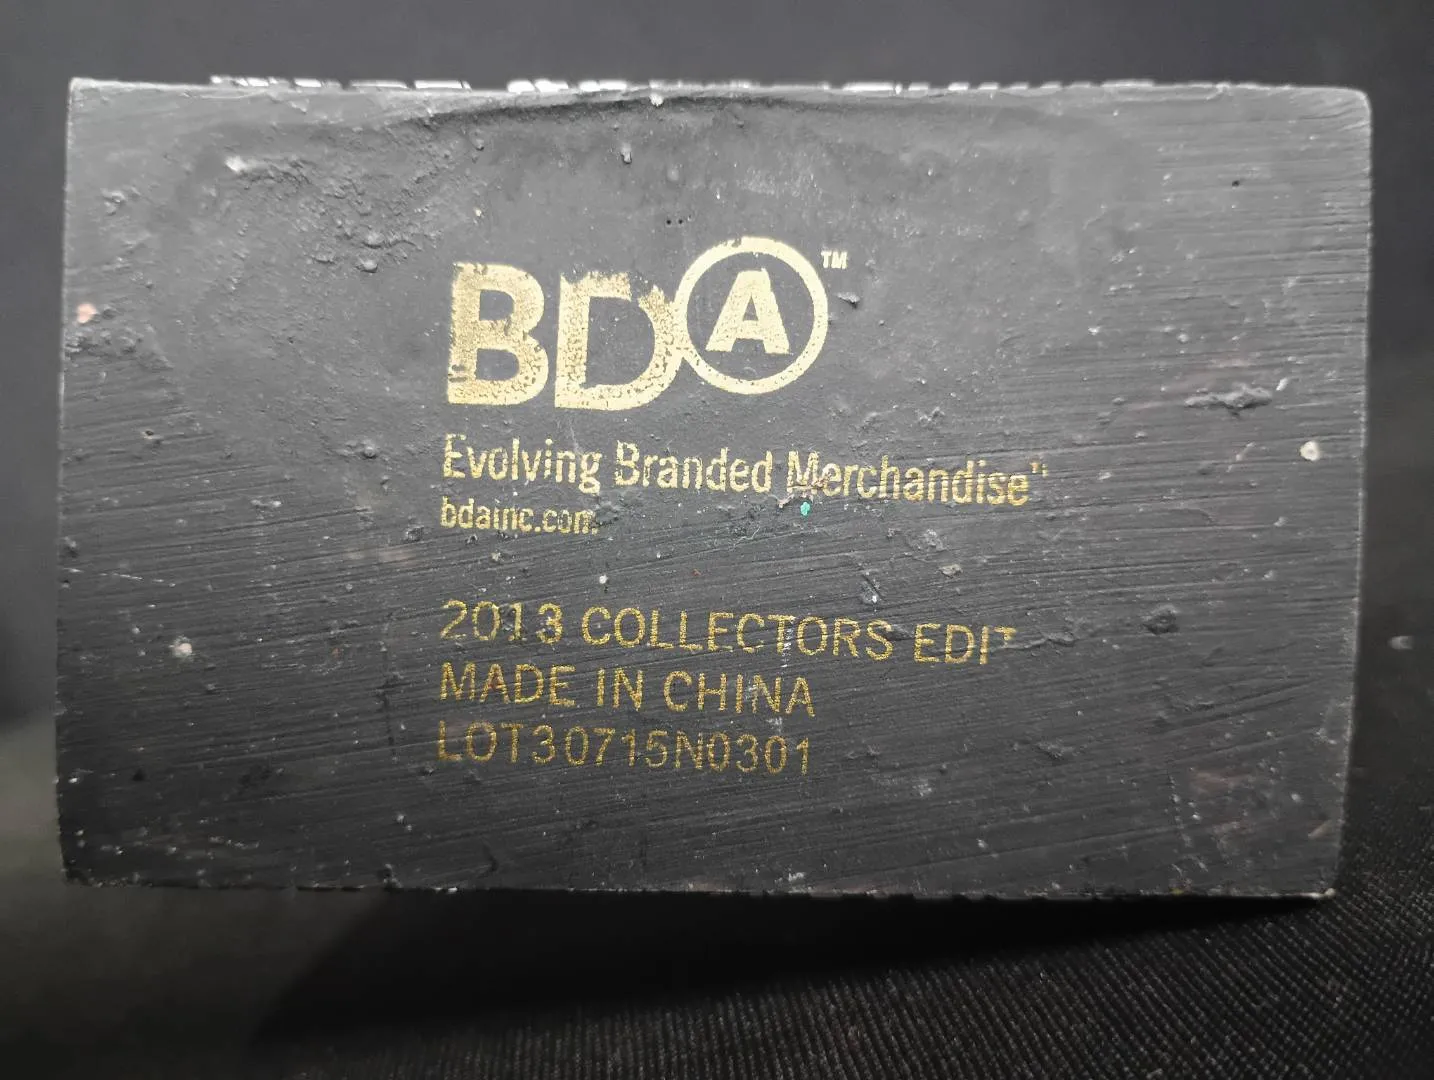 BDA™
Evolving Branded Merchandise™
bdainc.com
2013 COLLECTORS EDIT
MADE IN CHINA
LOT30715N0301